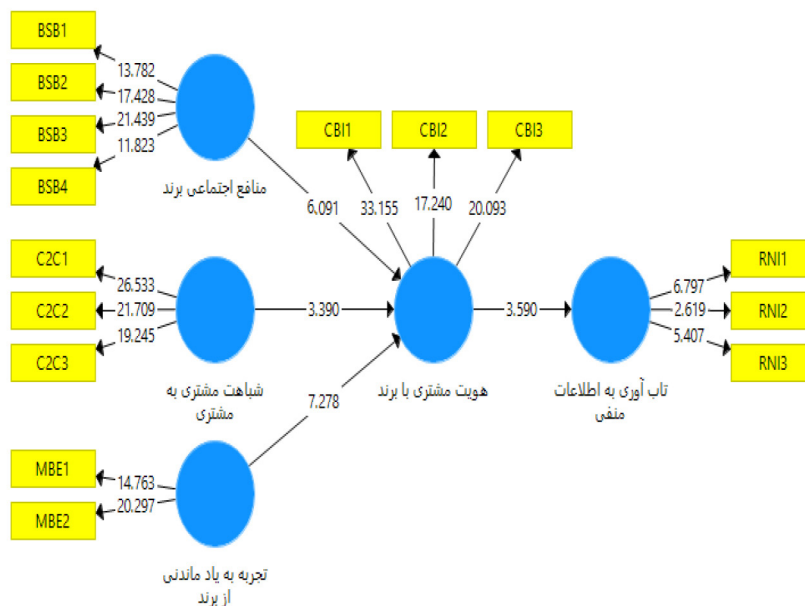 BSB1
BSB2
BSB3
BSB4
13.782
17.428
21.439
11.823
منافع اجتماعی برند
6.091
CBI1
CBI2
CBI3
33.155
17.240
20.093
C2C1
C2C2
C2C3
26.533
21.709
19.245
شباهت مشتری به
مشتری
3.390
هویت مشتری با برند
3.590
تاب آوری به اطلاعات
منفی
6.797
2.619
5.407
RNI1
RNI2
RNI3
7.278
MBE1
MBE2
14.763
20.297
تجربه به یاد ماندنی
از برند